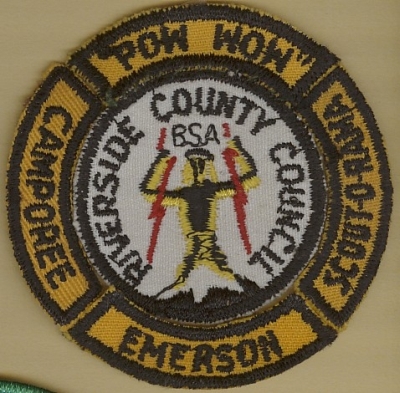 "POW WOW"
SCOUT-O-RAMA
EMERSON
CAMPOREE
RIVERSIDE COUNTY COUNCIL
BSA